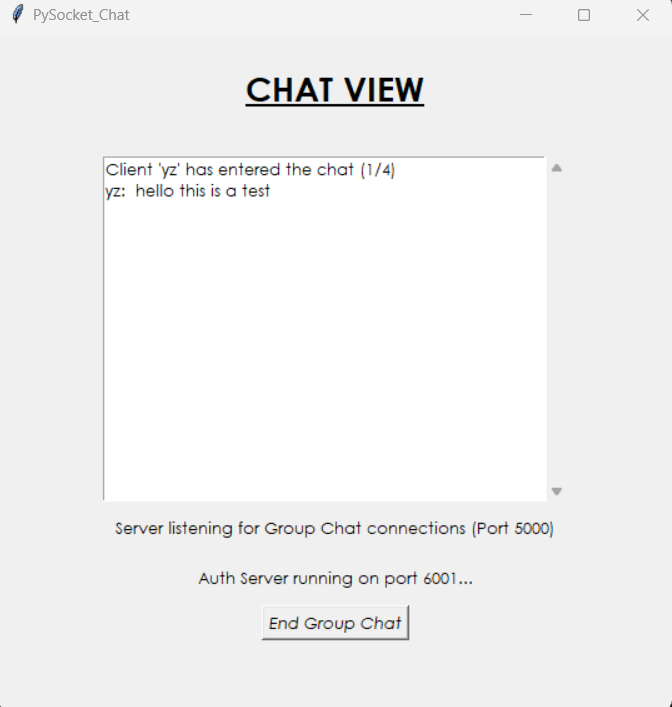 PySocket_Chat
CHAT VIEW
Client 'yz' has entered the chat (1/4)
yz:  hello this is a test
Server listening for Group Chat connections (Port 5000)
Auth Server running on port 6001...
End Group Chat